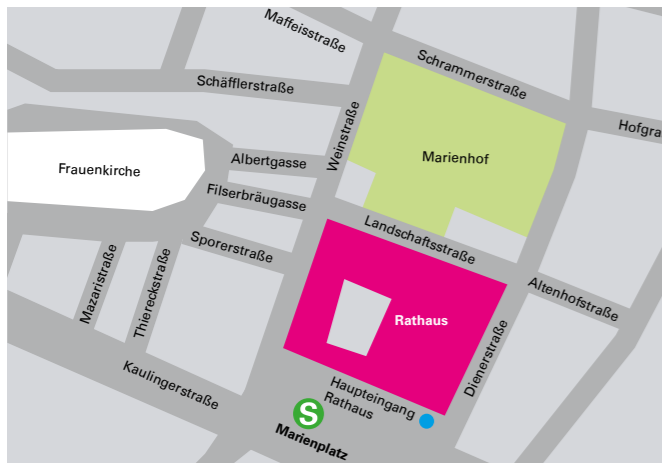 Maffeisstraße
Schrammerstraße
Schäfflerstraße
Weinstraße
Hofgra
Marienhof
Albertgasse
Frauenkirche
Filserbräugasse
Landschaftsstraße
Sporerstraße
Mazaristraße
Thiereckstraße
Altenhofstraße
Rathaus
Dienerstraße
Kaulingerstraße
Haupteingang
Rathaus
S
Marienplatz